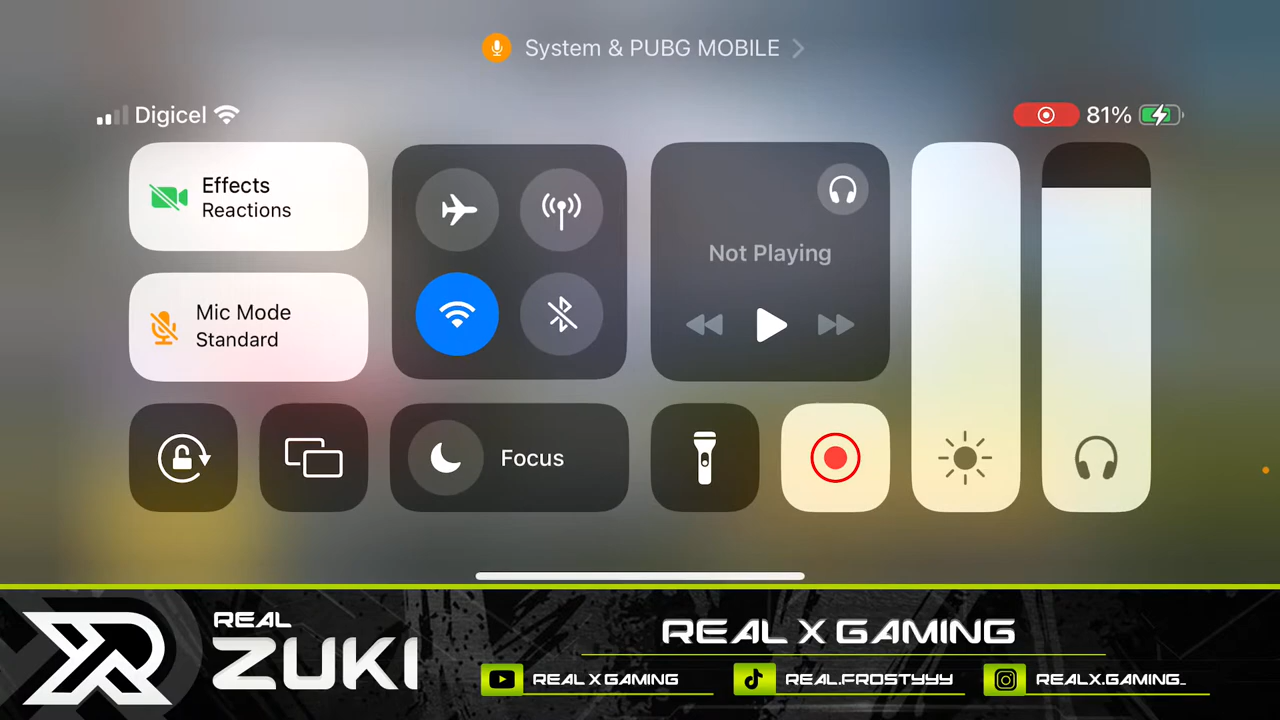 System & PUBG MOBILE
Digicel
81%
Effects
Reactions
Mic Mode
Standard
Not Playing
Focus
REAL
ZUKI
REAL X GAMING
REAL X GAMING
REAL.FROSTYYY
REALX.GAMING_